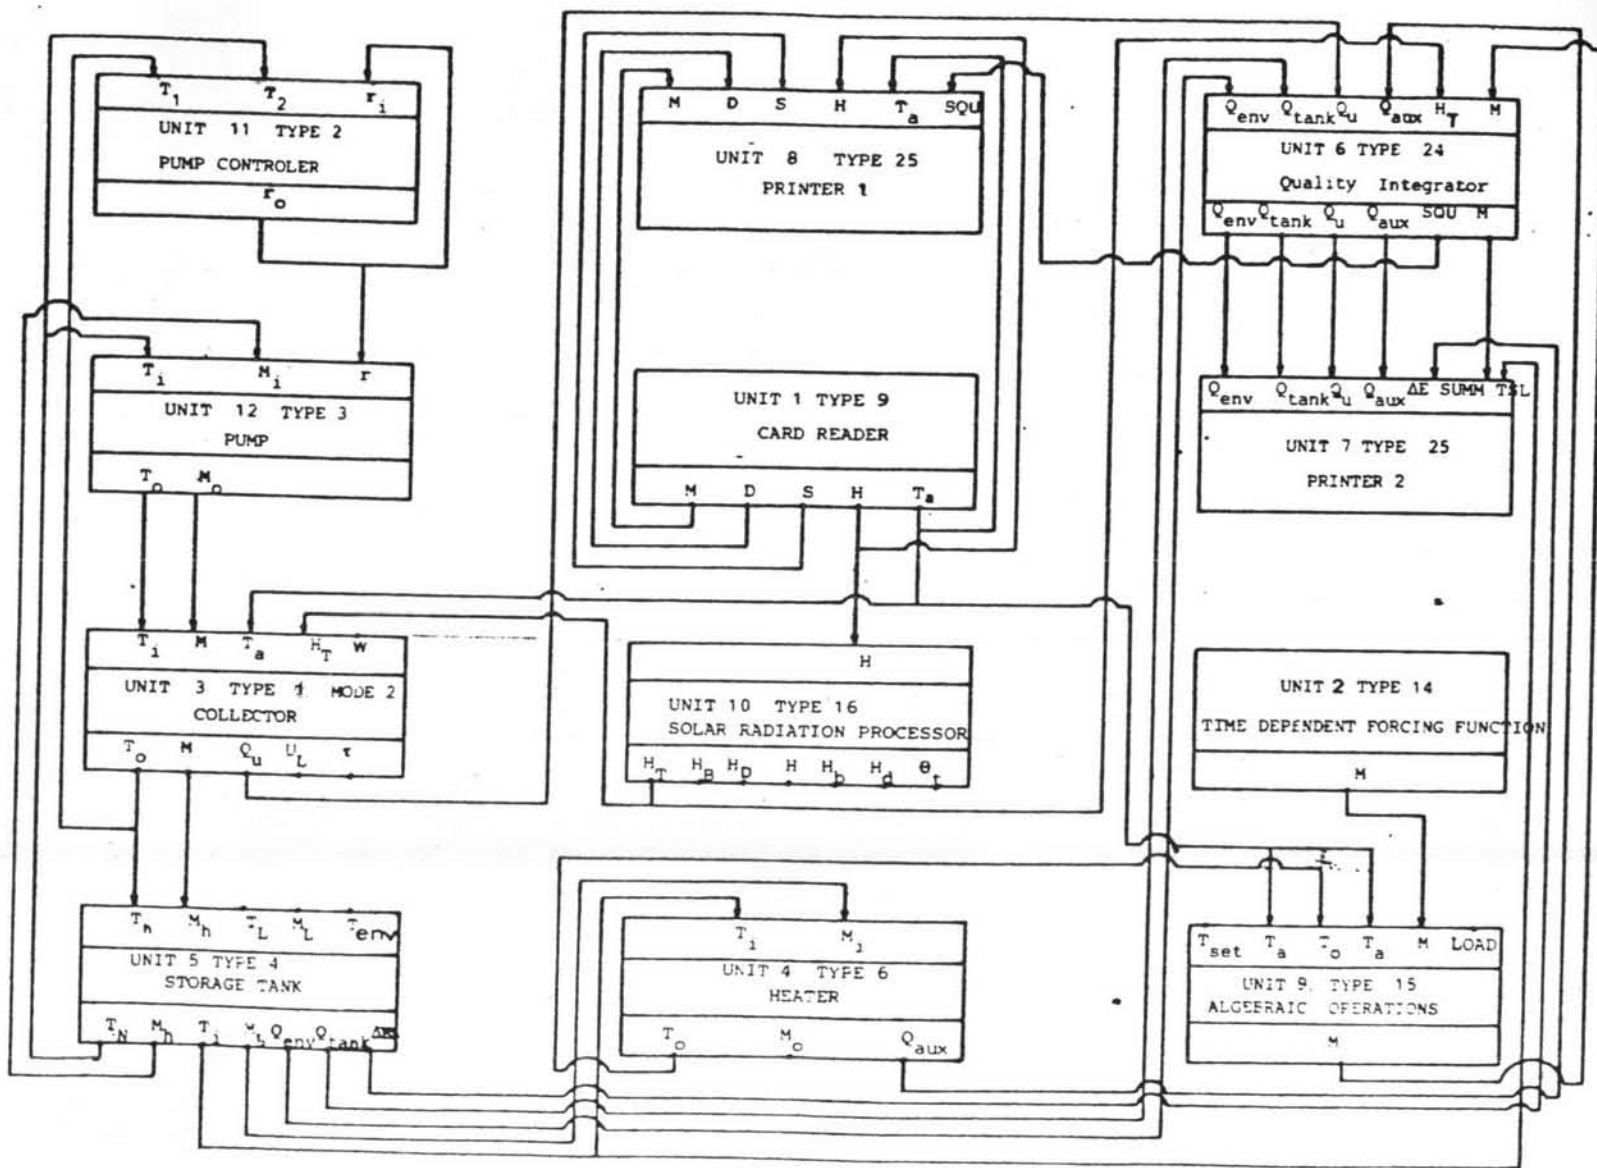 T1 T2 ri
UNIT 11 TYPE 2
PUMP CONTROLER
ro
Ti Mi r
UNIT 12 TYPE 3
PUMP
To Mo
Ti M Ta HT W
UNIT 3 TYPE 1 MODE 2
COLLECTOR
To M Qu UL τ
Th Mh TL ML Tenv
UNIT 5 TYPE 4
STORAGE TANK
TN Mh Ti Qenv Qtank
M D S H Ta SQU
UNIT 8 TYPE 25
PRINTER 1
UNIT 1 TYPE 9
CARD READER
M D S H Ta
H
UNIT 10 TYPE 16
SOLAR RADIATION PROCESSOR
HT HB HD H Hb Hd θt
Ti Mi
UNIT 4 TYPE 6
HEATER
To Mo Qaux
Qenv Qtank Qu Qaux HT M
UNIT 6 TYPE 24
Quality Integrator
Qenv Qtank Qu Qaux SQU M
Qenv Qtank Qu Qaux ΔE SUMM TSL
UNIT 7 TYPE 25
PRINTER 2
UNIT 2 TYPE 14
TIME DEPENDENT FORCING FUNCTION
M
Tset Ta To Ta M LOAD
UNIT 9. TYPE 15
ALGEBRAIC OPERATIONS
M